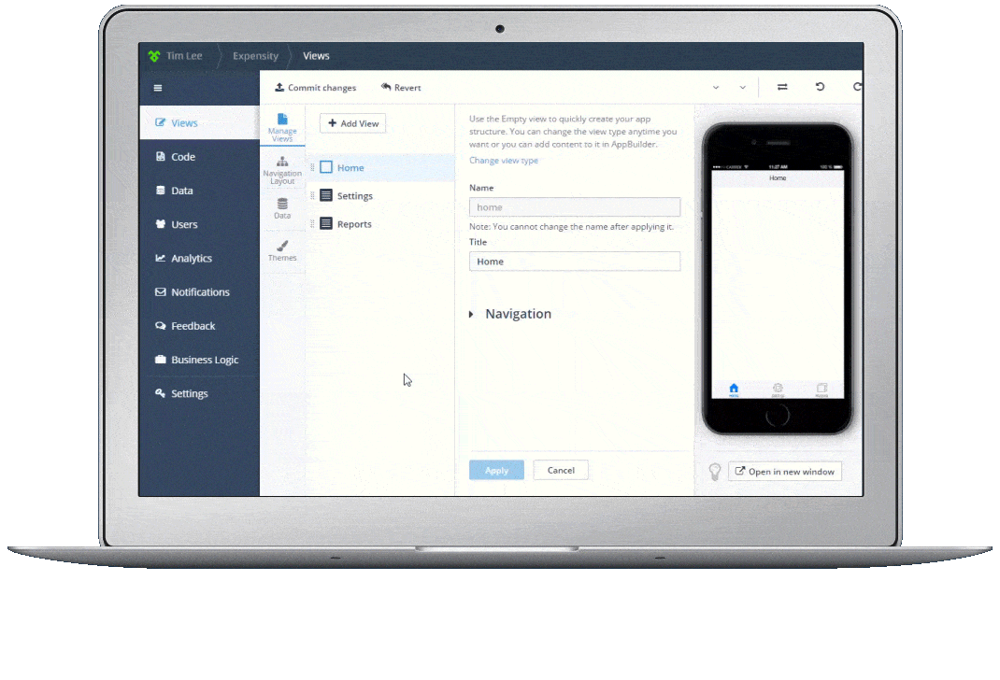 Tim Lee
Expensity
Views
Commit changes
Revert
Views
Code
Data
Users
Analytics
Notifications
Feedback
Business Logic
Settings
Manage
Views
Navigation
Layout
Data
Themes
Add View
Home
Settings
Reports
Use the Empty view to quickly create your app
structure. You can change the view type anytime you
want or you can add content to it in AppBuilder.
Change view type
Name
home
Note: You cannot change the name after applying it.
Title
Home
Navigation
Apply
Cancel
11:27 AM
Home
Open in new window